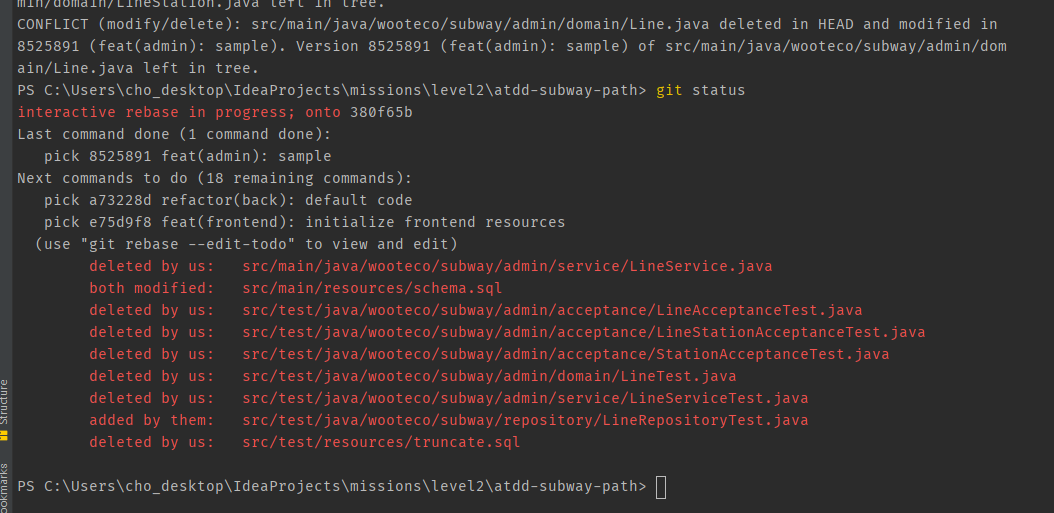 min/domain/LineStation.java left in tree.
CONFLICT (modify/delete): src/main/java/wooteco/subway/admin/domain/Line.java deleted in HEAD and modified in
8525891 (feat(admin): sample). Version 8525891 (feat(admin): sample) of src/main/java/wooteco/subway/admin/dom
ain/Line.java left in tree.
PS C:\Users\cho_desktop\IdeaProjects\missions\level2\atdd-subway-path> git status
interactive rebase in progress; onto 380f65b
Last command done (1 command done):
   pick 8525891 feat(admin): sample
Next commands to do (18 remaining commands):
   pick a73228d refactor(back): default code
   pick e75d9f8 feat(frontend): initialize frontend resources
  (use "git rebase --edit-todo" to view and edit)
        deleted by us:   src/main/java/wooteco/subway/admin/service/LineService.java
        both modified:   src/main/resources/schema.sql
        deleted by us:   src/test/java/wooteco/subway/admin/acceptance/LineAcceptanceTest.java
        deleted by us:   src/test/java/wooteco/subway/admin/acceptance/LineStationAcceptanceTest.java
        deleted by us:   src/test/java/wooteco/subway/admin/acceptance/StationAcceptanceTest.java
        deleted by us:   src/test/java/wooteco/subway/admin/domain/LineTest.java
        deleted by us:   src/test/java/wooteco/subway/admin/service/LineServiceTest.java
        added by them:   src/test/java/wooteco/subway/repository/LineRepositoryTest.java
        deleted by us:   src/test/resources/truncate.sql
PS C:\Users\cho_desktop\IdeaProjects\missions\level2\atdd-subway-path>
Structure
ookmarks